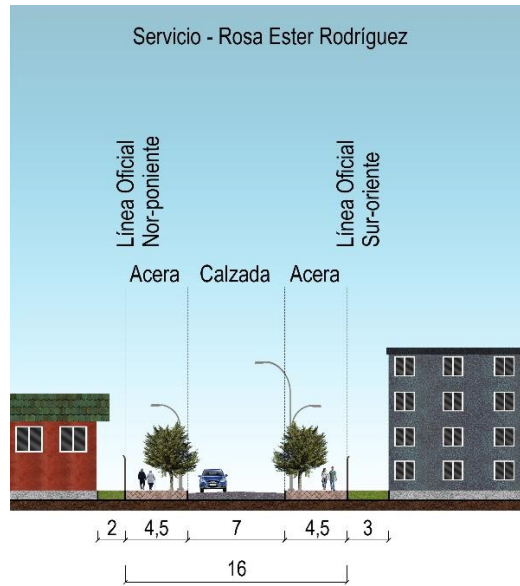 Servicio - Rosa Ester Rodríguez
Línea Oficial
Nor-poniente
Línea Oficial
Sur-oriente
Acera
Calzada
Acera
2
4,5
7
4,5
3
16